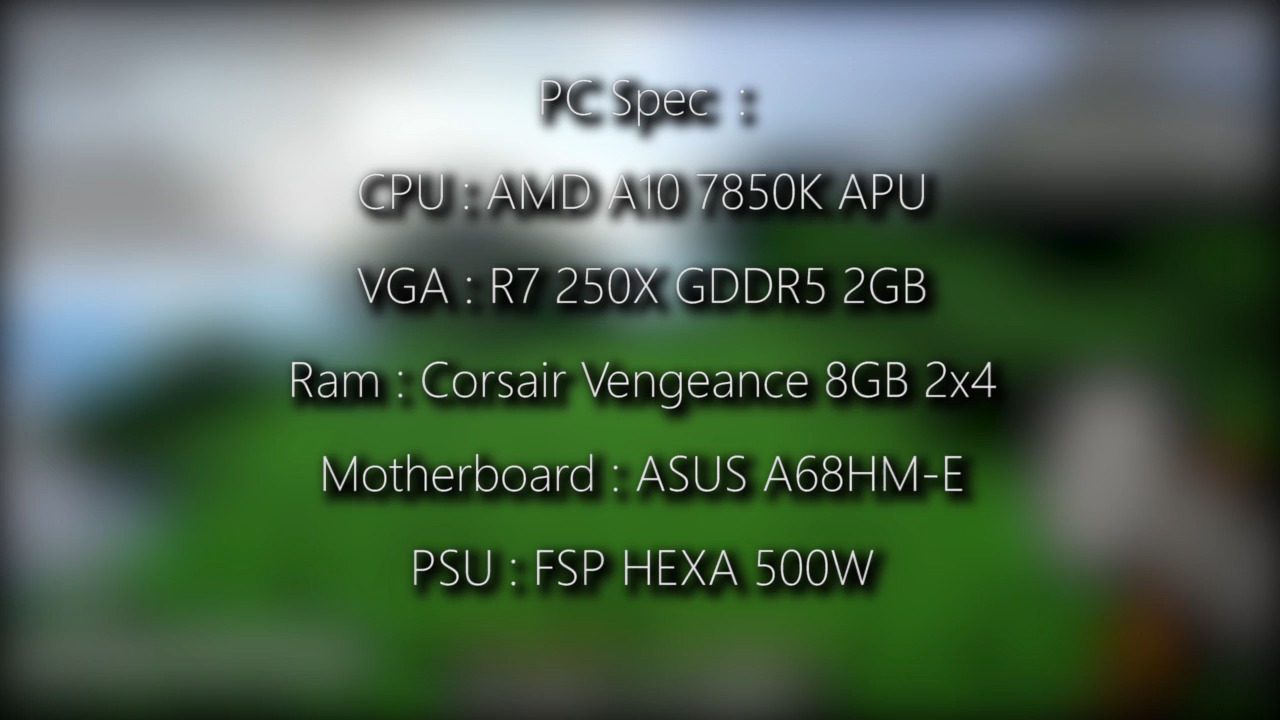 PC Spec :
CPU : AMD A10 7850K APU
VGA : R7 250X GDDR5 2GB
Ram : Corsair Vengeance 8GB 2x4
Motherboard : ASUS A68HM-E
PSU : FSP HEXA 500W